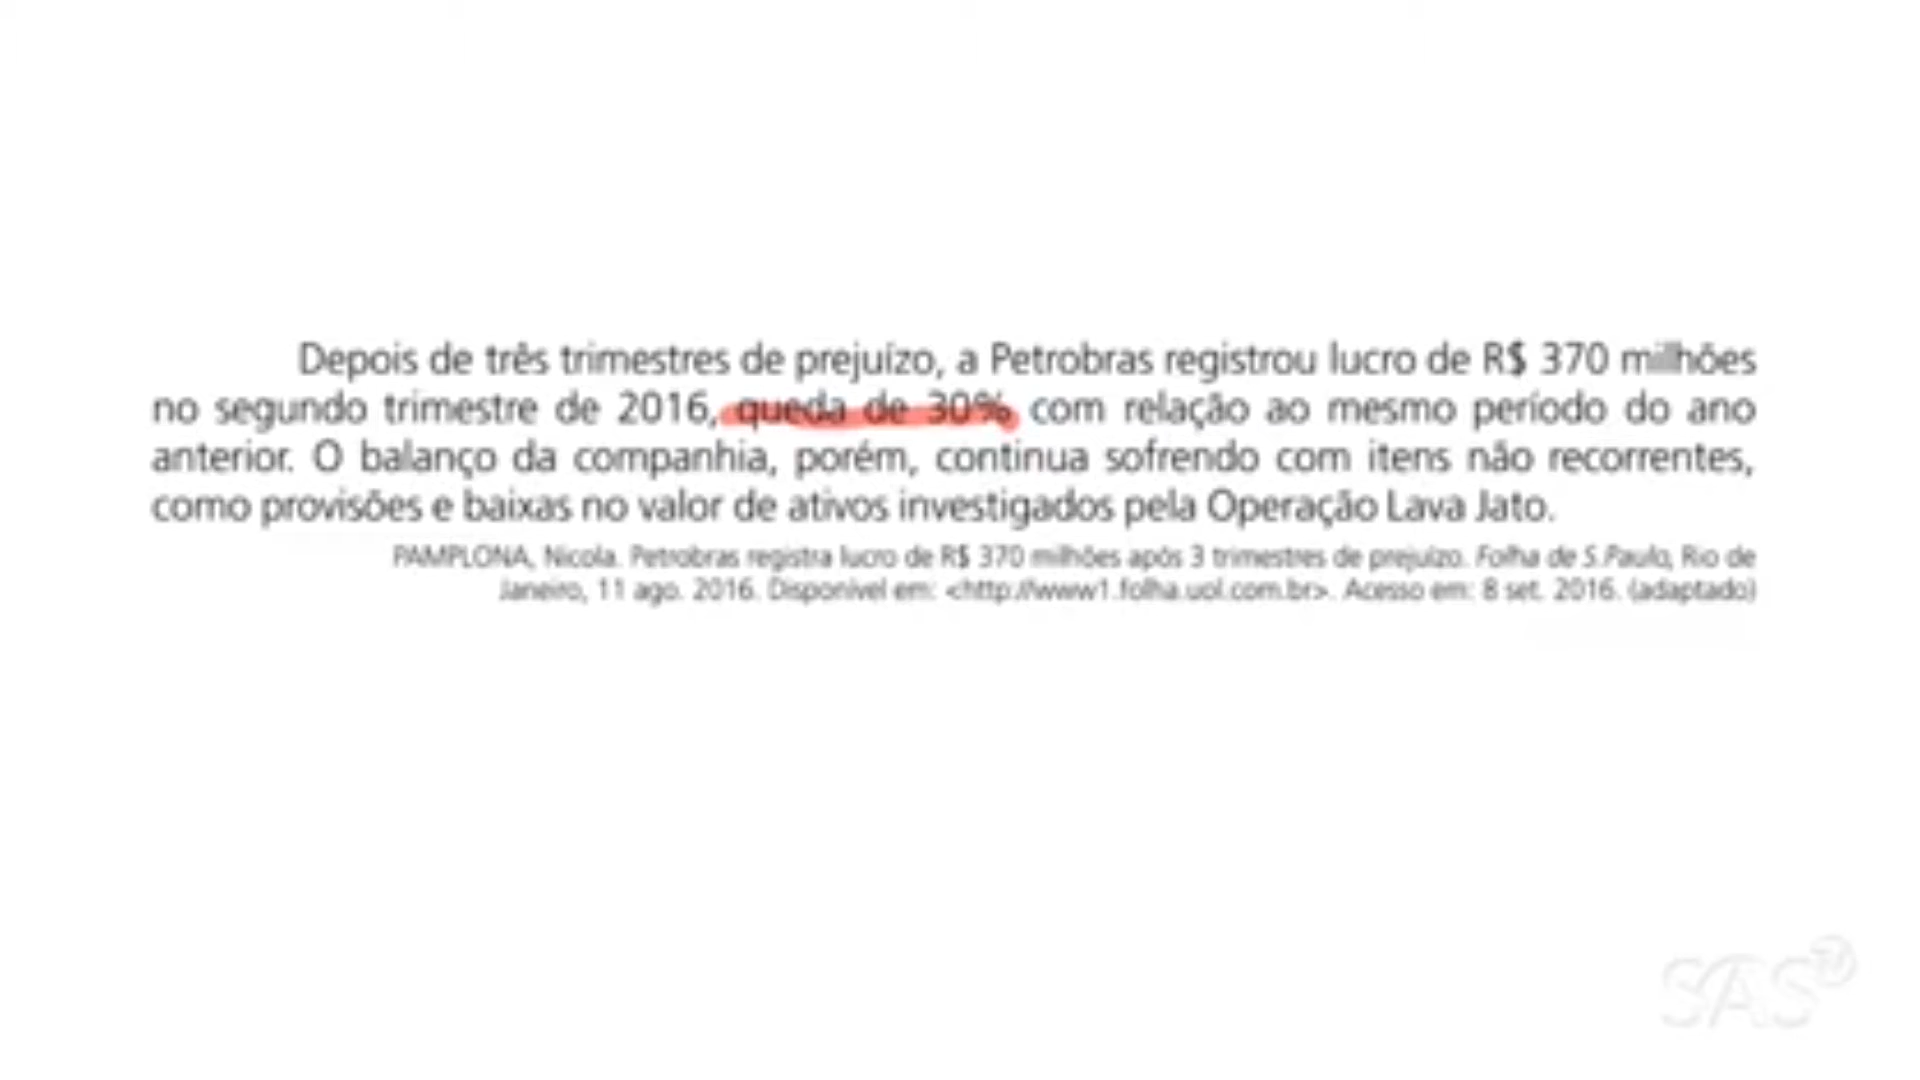 Depois de três trimestres de prejuízo, a Petrobras registrou lucro de R$ 370 milhões
no segundo trimestre de 2016, queda de 30% com relação ao mesmo período do ano
anterior. O balanço da companhia, porém, continua sofrendo com itens não recorrentes,
como provisões e baixas no valor de ativos investigados pela Operação Lava Jato.
PAMPLONA, Nicola. Petrobras registra lucro de R$ 370 milhões após 3 trimestres de prejuízo. Folha de S.Paulo, Rio de
Janeiro, 11 ago. 2016. Disponível em: <http://www1.folha.uol.com.br>. Acesso em: 8 set. 2016. (adaptado)
SAS TV